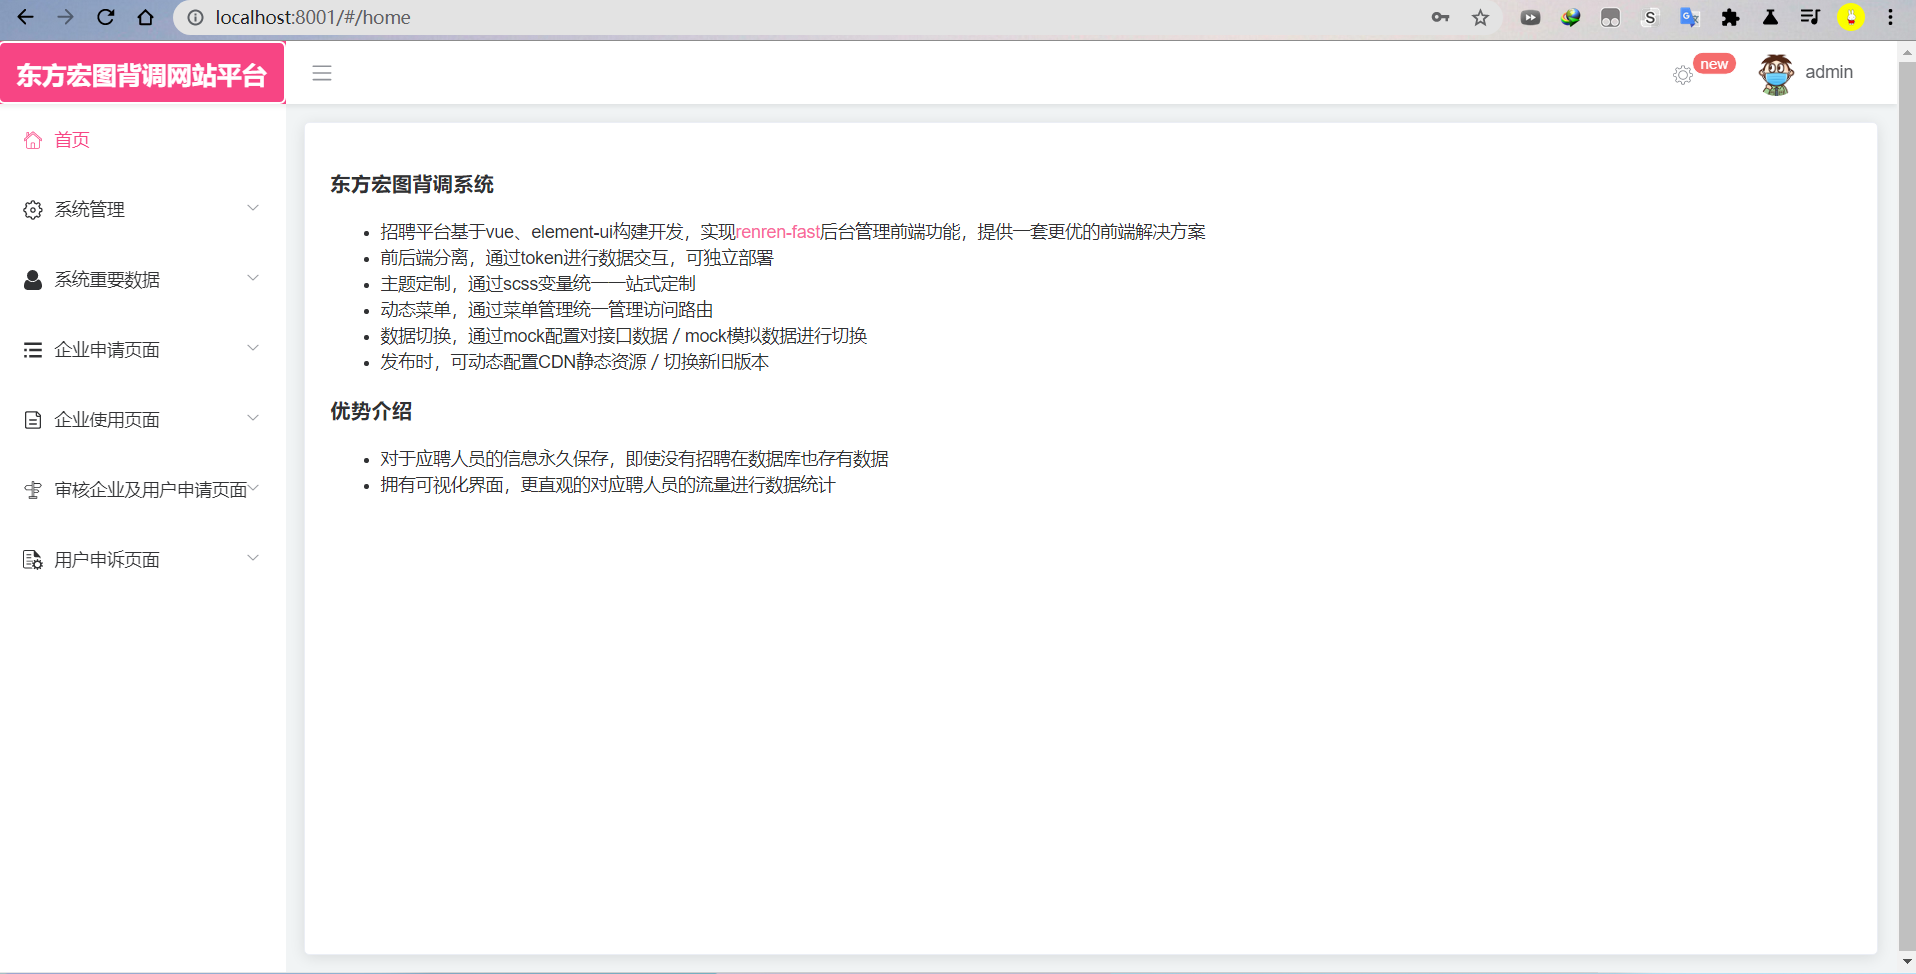 localhost:8001/#/home
东方宏图背调网站平台
new
admin
首页
系统管理
系统重要数据
企业申请页面
企业使用页面
审核企业及用户申请页面
用户申诉页面
东方宏图背调系统
招聘平台基于vue、element-ui构建开发，实现renren-fast后台管理前端功能，提供一套更优的前端解决方案
前后端分离，通过token进行数据交互，可独立部署
主题定制，通过scss变量统一一站式定制
动态菜单，通过菜单管理统一管理访问路由
数据切换，通过mock配置对接口数据／mock模拟数据进行切换
发布时，可动态配置CDN静态资源／切换新旧版本
优势介绍
对于应聘人员的信息永久保存，即使没有招聘在数据库也存有数据
拥有可视化界面，更直观的对应聘人员的流量进行数据统计